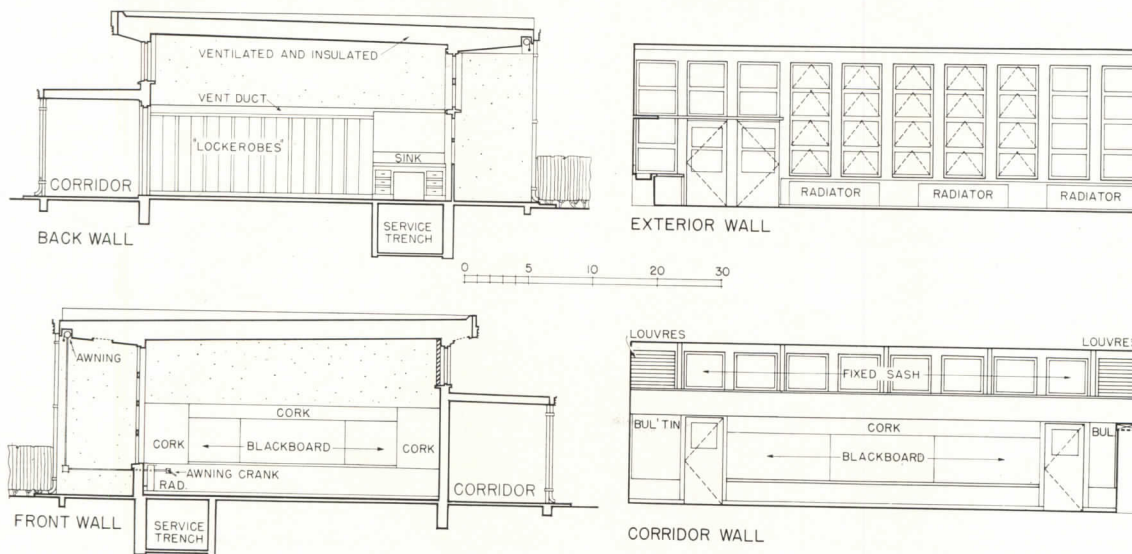 VENTILATED AND INSULATED
VENT DUCT
"LOCKEROBES"
SINK
CORRIDOR
SERVICE
TRENCH
BACK WALL
RADIATOR
RADIATOR
RADIATOR
EXTERIOR WALL
0 5 10 20 30
AWNING
CORK
CORK
BLACKBOARD
CORK
AWNING CRANK
RAD.
CORRIDOR
SERVICE
TRENCH
FRONT WALL
LOUVRES
LOUVRES
FIXED SASH
BUL'TIN
CORK
BUL
BLACKBOARD
CORRIDOR WALL